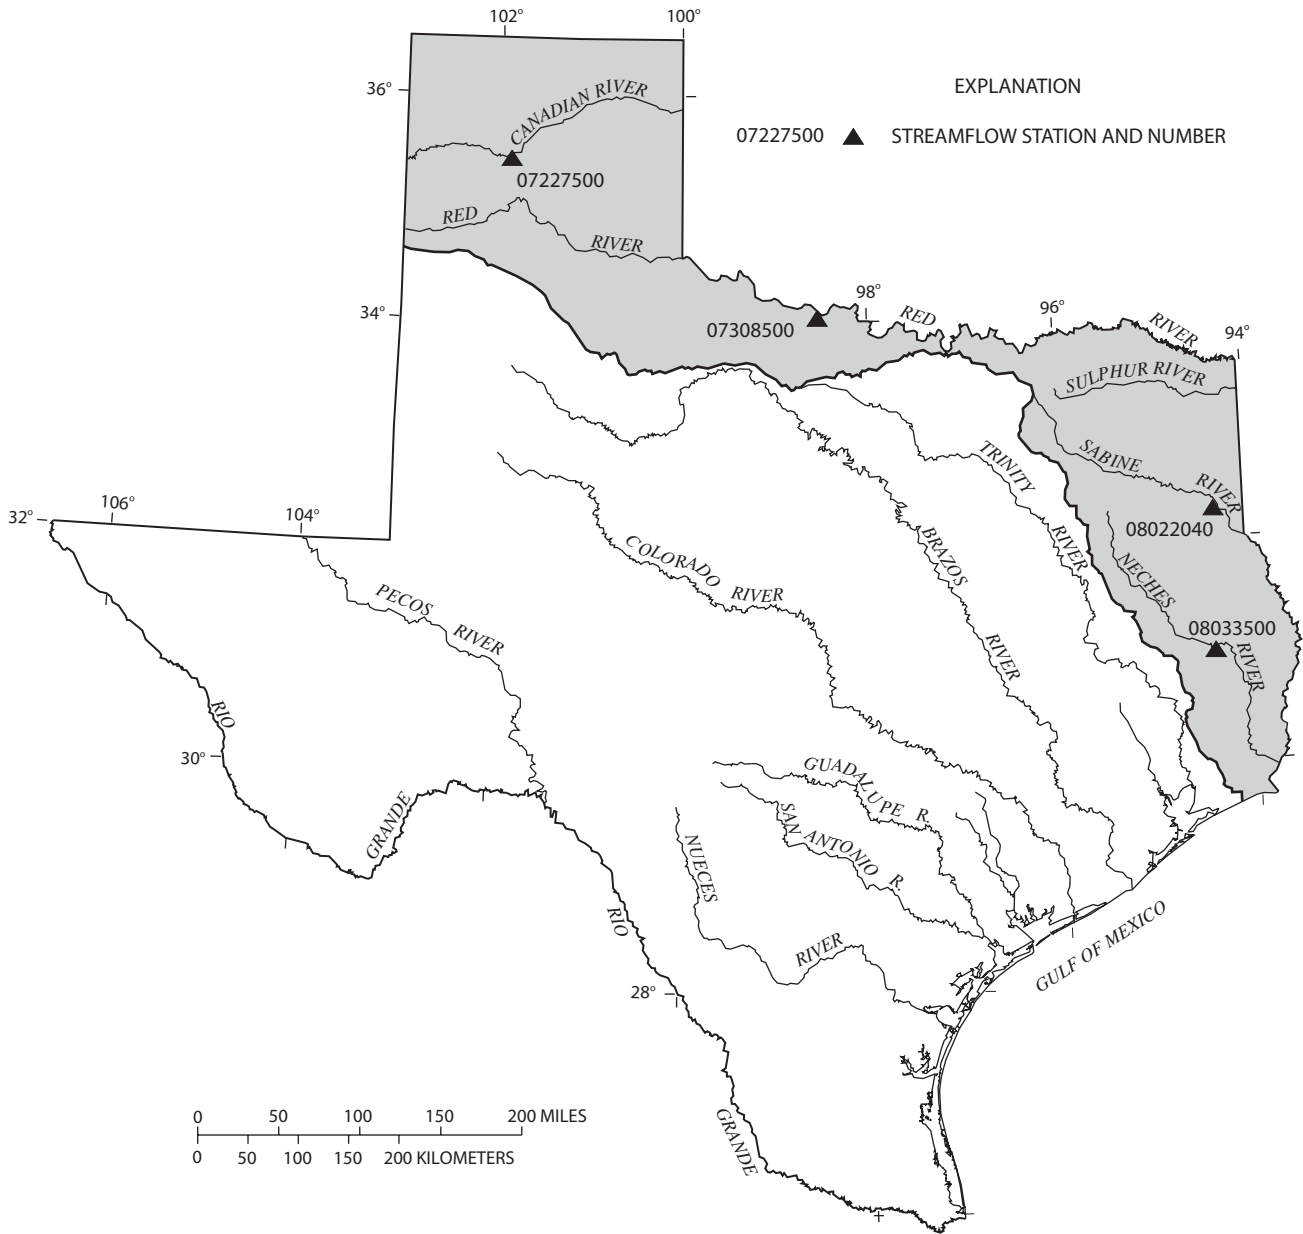 102° 100°
36°
EXPLANATION
07227500 STREAMFLOW STATION AND NUMBER
CANADIAN RIVER
07227500
RED
RIVER
34°
98°
07308500
RED
96°
RIVER
94°
SULPHUR RIVER
SABINE
RIVER
TRINITY
RIVER
08022040
32°
106°
104°
NECHES
08033500
RIVER
BRAZOS
RIVER
COLORADO
RIVER
PECOS
RIVER
RIO
30°
GRANDE
GUADALUPE R.
SAN ANTONIO R.
NUECES
RIVER
GULF OF MEXICO
RIO
28°
GRANDE
0 50 100 150 200 MILES
0 50 100 150 200 KILOMETERS